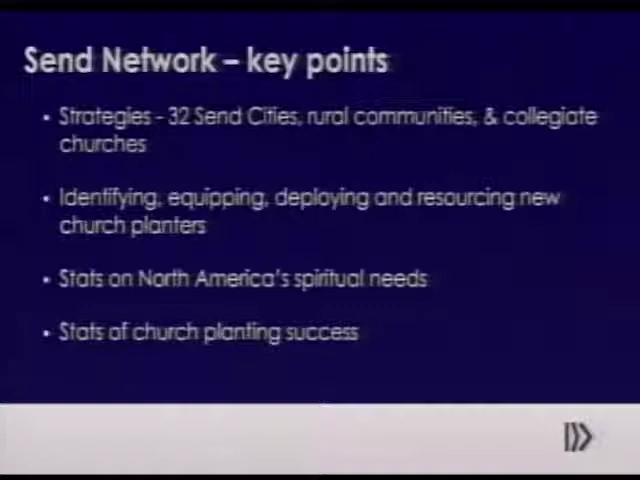 Send Network – key points
• Strategies - 32 Send Cities, rural communities, & collegiate
churches
• Identifying, equipping, deploying and resourcing new
church planters
• Stats on North America's spiritual needs
• Stats of church planting success